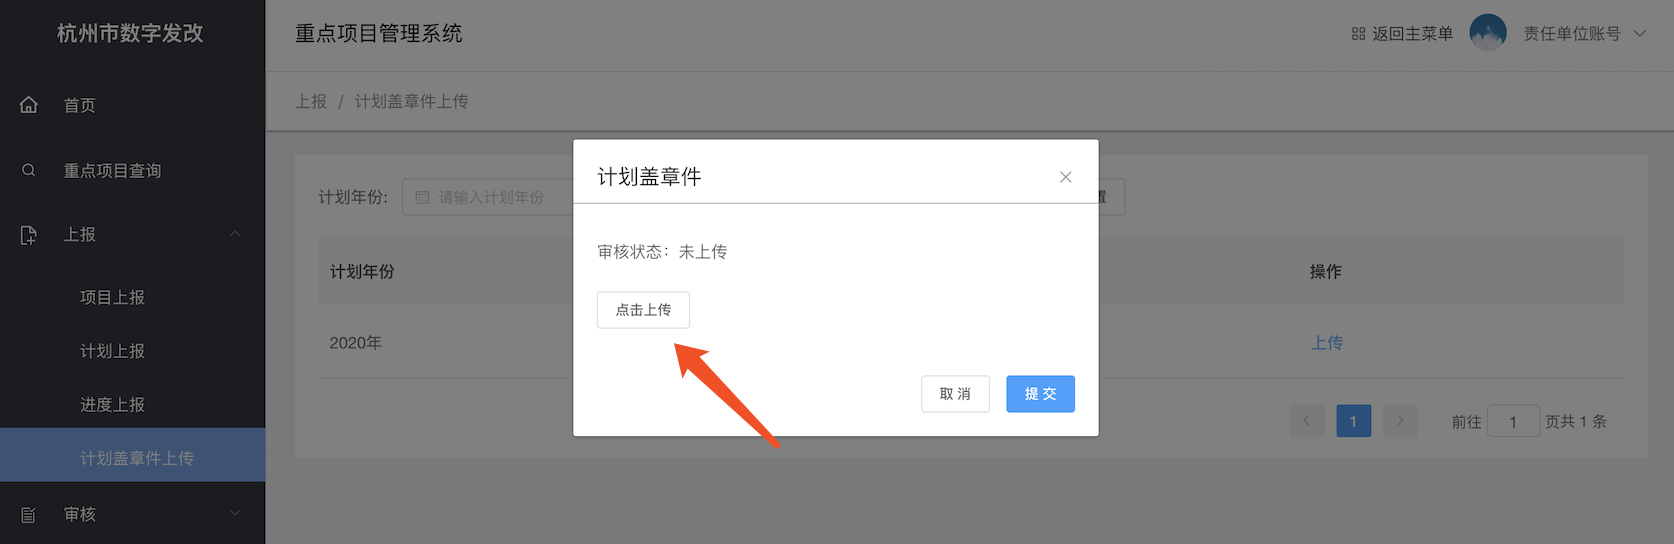 杭州市数字发改
重点项目管理系统
返回主菜单
责任单位账号
首页
重点项目查询
上报
项目上报
计划上报
进度上报
计划盖章件上传
审核
上报 / 计划盖章件上传
计划年份:
请输入计划年份
置
计划年份
操作
2020年
上传
1
前往 1 页共 1 条
计划盖章件
审核状态：未上传
点击上传
取 消
提 交